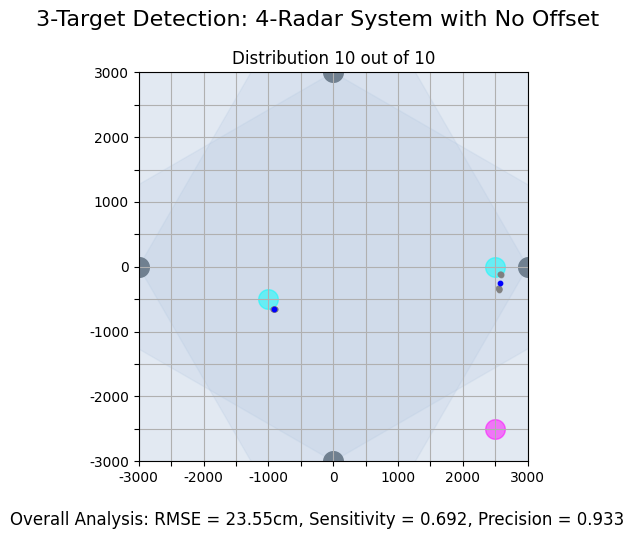 3-Target Detection: 4-Radar System with No Offset
Distribution 10 out of 10
3000
2000
1000
0
-1000
-2000
-3000
-3000 -2000 -1000 0 1000 2000 3000
Overall Analysis: RMSE = 23.55cm, Sensitivity = 0.692, Precision = 0.933